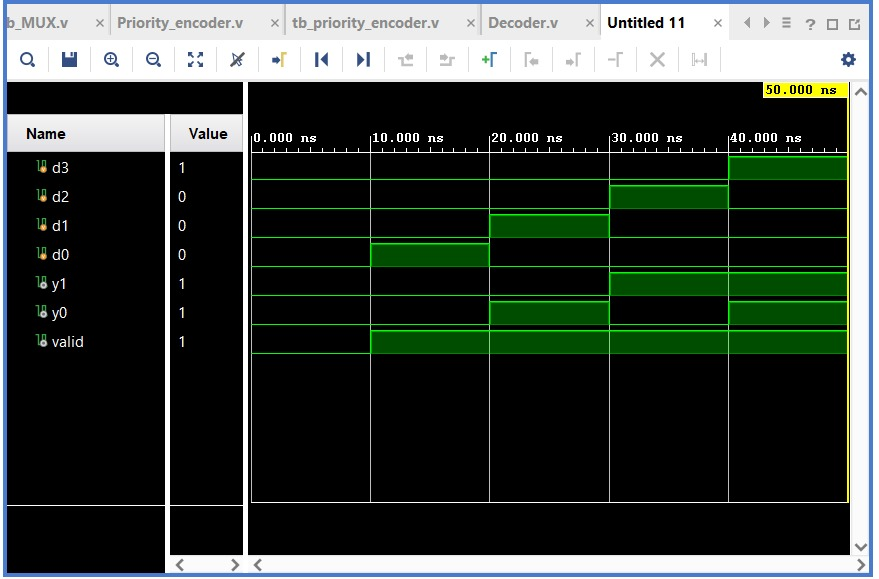 b_MUX.v × Priority_encoder.v × tb_priority_encoder.v × Decoder.v × Untitled 11 ×
50.000 ns
Name Value
0.000 ns 10.000 ns 20.000 ns 30.000 ns 40.000 ns
d3 1
d2 0
d1 0
d0 0
y1 1
y0 1
valid 1